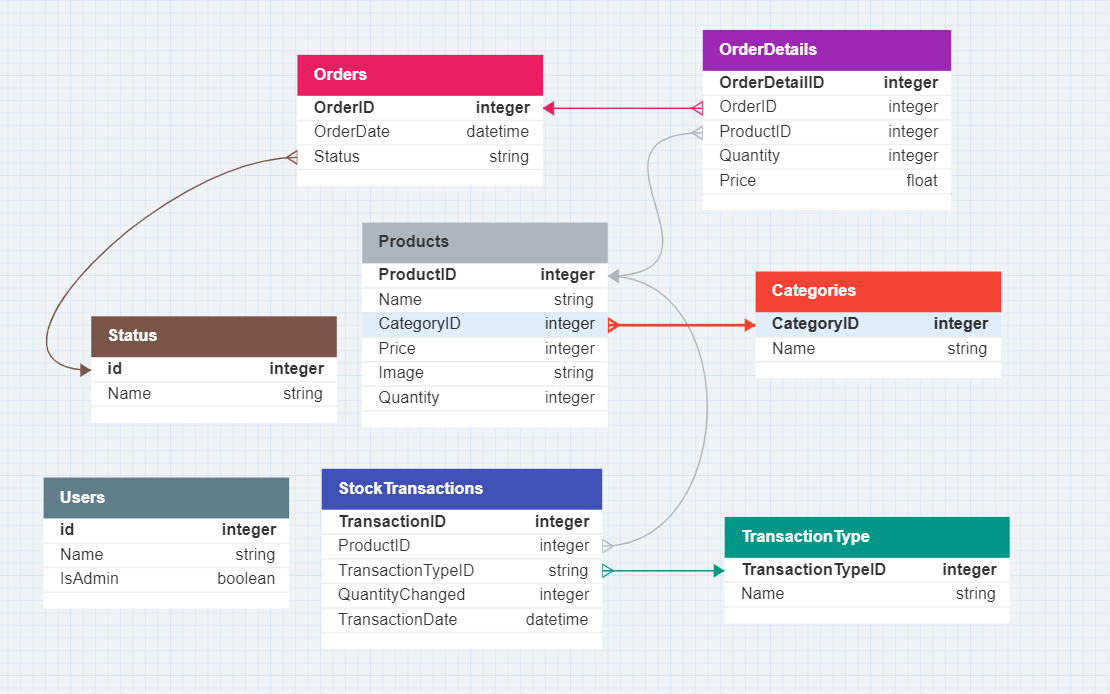 Orders
OrderID integer
OrderDate datetime
Status string
OrderDetails
OrderDetailID integer
OrderID integer
ProductID integer
Quantity integer
Price float
Products
ProductID integer
Name string
CategoryID integer
Price integer
Image string
Quantity integer
Categories
CategoryID integer
Name string
Status
id integer
Name string
Users
id integer
Name string
IsAdmin boolean
StockTransactions
TransactionID integer
ProductID integer
TransactionTypeID string
QuantityChanged integer
TransactionDate datetime
TransactionType
TransactionTypeID integer
Name string